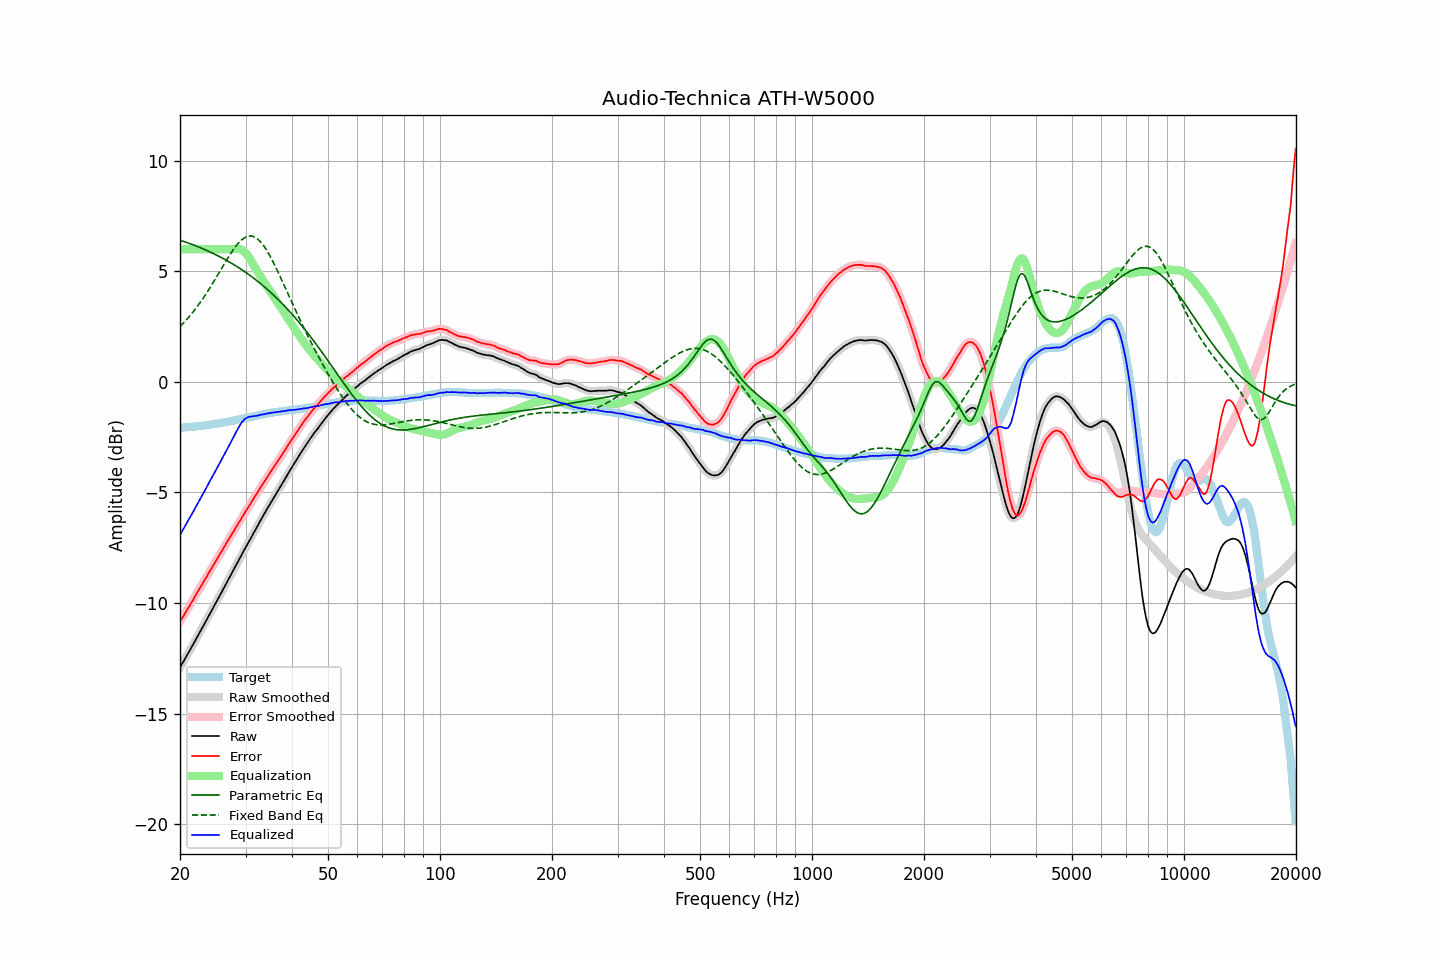 Audio-Technica ATH-W5000
Amplitude (dBr)
10
5
0
−5
−10
−15
−20
Target
Raw Smoothed
Error Smoothed
Raw
Error
Equalization
Parametric Eq
Fixed Band Eq
Equalized
20 50 100 200 500 1000 2000 5000 10000 20000
Frequency (Hz)